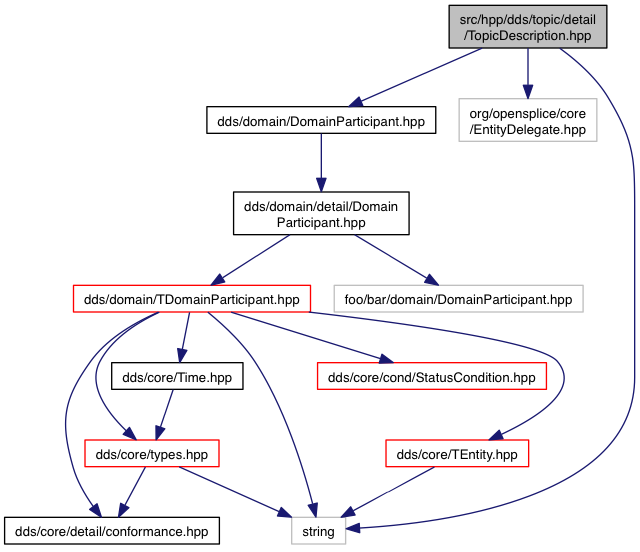 src/hpp/dds/topic/detail
/TopicDescription.hpp
dds/domain/DomainParticipant.hpp
org/opensplice/core
/EntityDelegate.hpp
dds/domain/detail/Domain
Participant.hpp
dds/domain/TDomainParticipant.hpp
foo/bar/domain/DomainParticipant.hpp
dds/core/Time.hpp
dds/core/cond/StatusCondition.hpp
dds/core/types.hpp
dds/core/TEntity.hpp
dds/core/detail/conformance.hpp
string